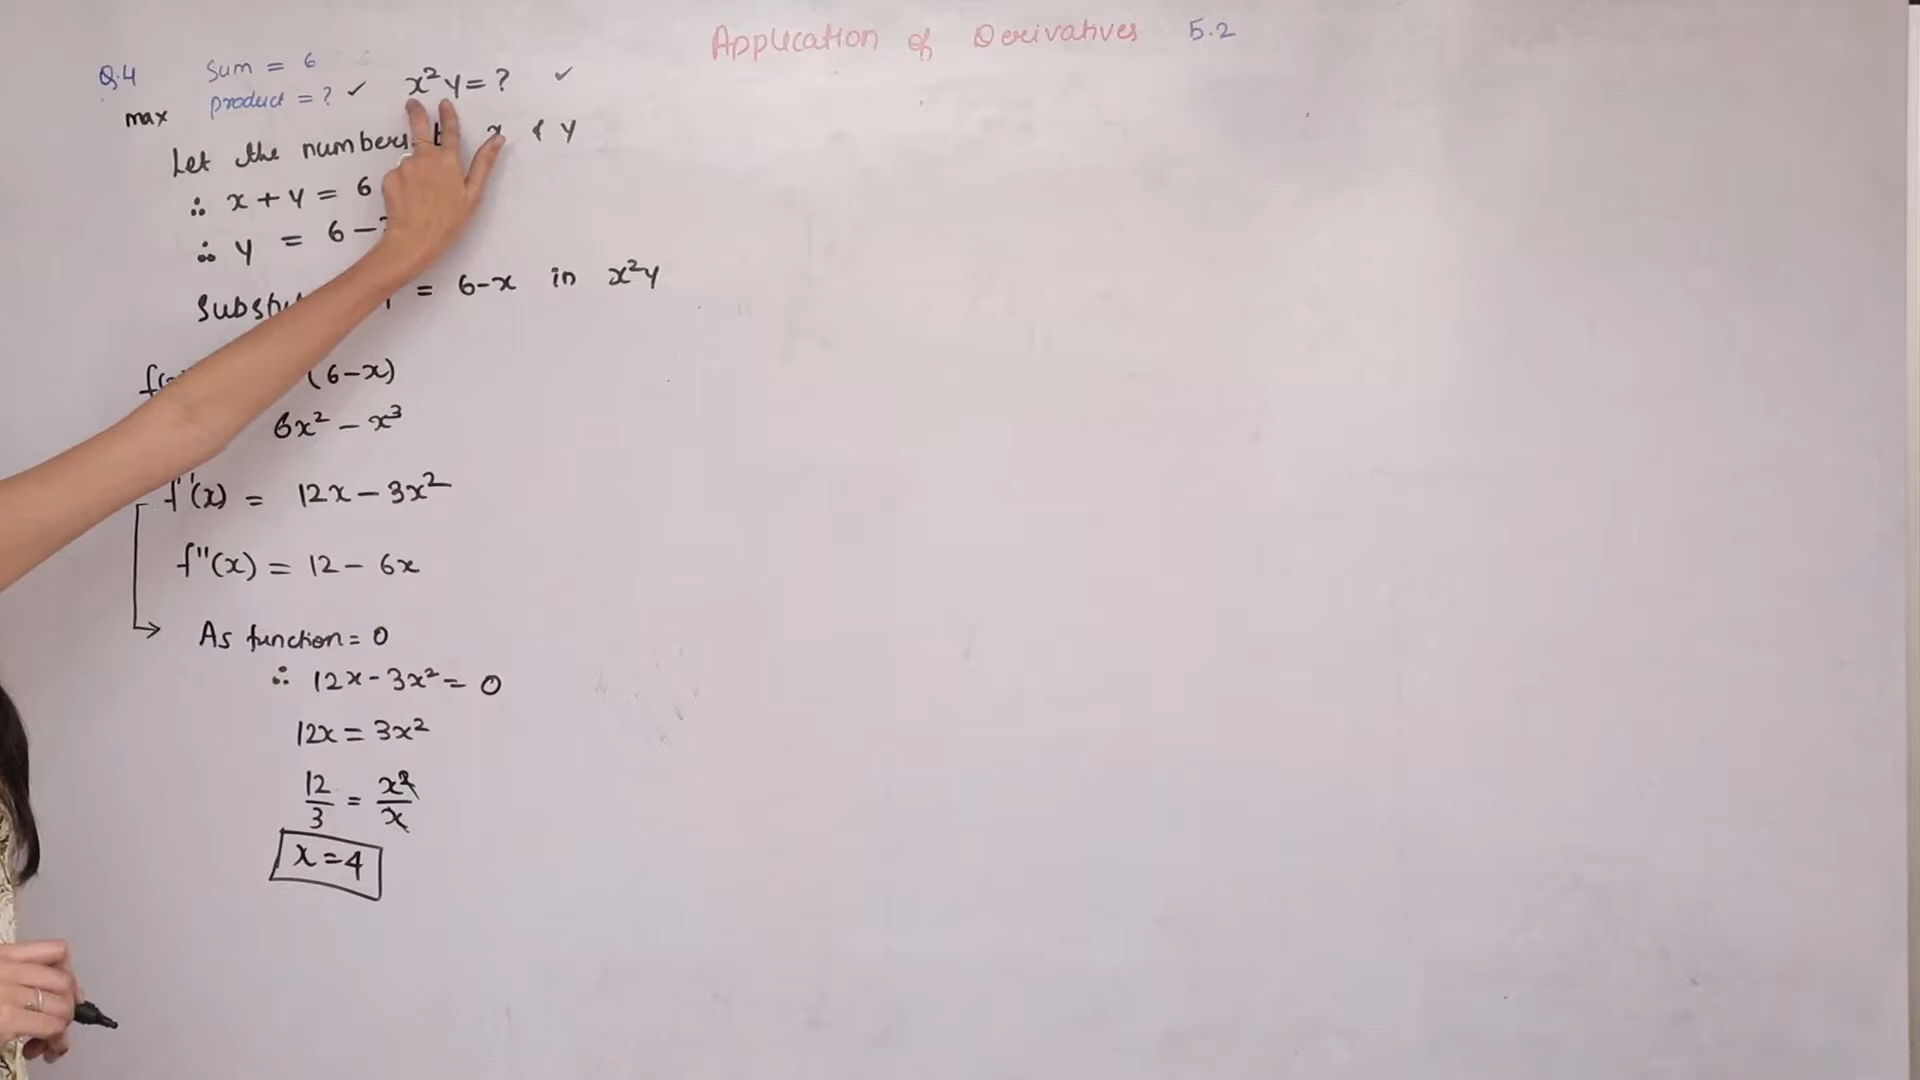 Application of Derivatives 5.2
Q.4 Sum = 6
product = ? ✓ x²y = ? ✓
max
Let the numbers x & y
∴ x + y = 6
∴ y = 6 -
= 6-x in x²y
(6-x)
6x² - x³
f'(x) = 12x - 3x²
f"(x) = 12 - 6x
As function = 0
∴ 12x - 3x² = 0
12x = 3x²
12/3 = x²/x
x = 4